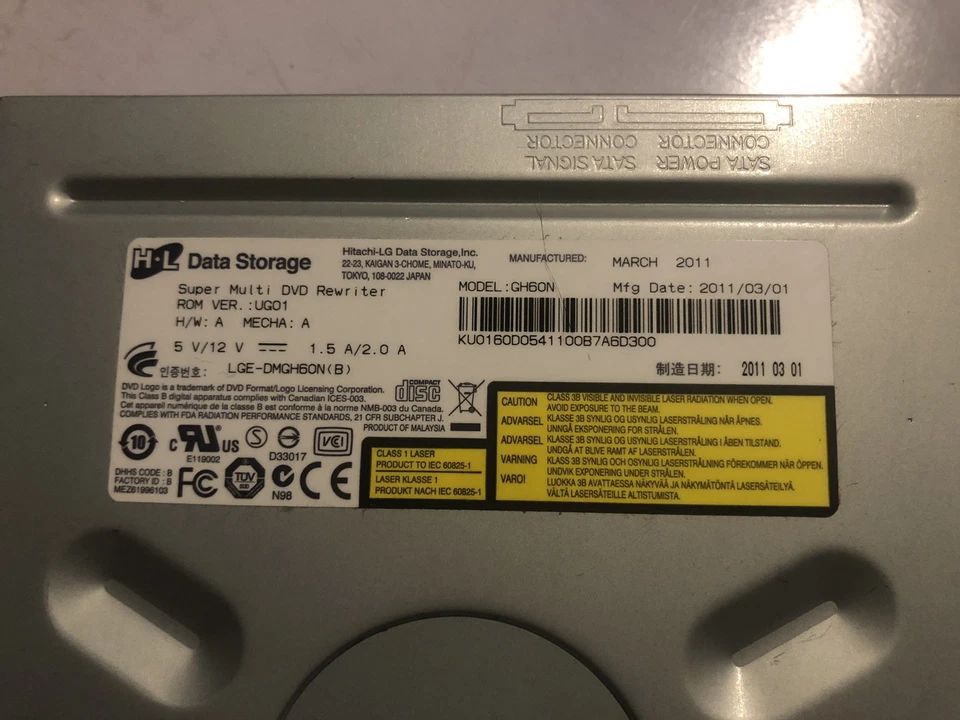 SATA SIGNAL CONNECTOR
SATA POWER CONNECTOR
H·L Data Storage
Hitachi-LG Data Storage,Inc.
22-23, KAIGAN 3-CHOME, MINATO-KU,
TOKYO, 108-0022 JAPAN
MANUFACTURED: MARCH 2011
Super Multi DVD Rewriter
MODEL:GH60N Mfg Date: 2011/03/01
ROM VER.:UG01
H/W: A MECHA: A
KU0160D0541100B7A6D300
5 V/12 V 1.5 A/2.0 A
인증번호: LGE-DMGH60N(B)
制造日期: 2011 03 01
DVD Logo is a trademark of DVD Format/Logo Licensing Corporation.
This Class B digital apparatus complies with Canadian ICES-003.
Cet appareil numérique de la classe B est conforme à la norme NMB-003 du Canada.
COMPLIES WITH FDA RADIATION PERFORMANCE STANDARDS, 21 CFR SUBCHAPTER J.
PRODUCT OF MALAYSIA
COMPACT
disc
10
c RU US
E119002
S
D33017
VCI
DHHS CODE : B
FACTORY ID : B
MEZ61996103
FC
TÜV
SÜD
N98
CE
CLASS 1 LASER
PRODUCT TO IEC 60825-1
LASER KLASSE 1
PRODUKT NACH IEC 60825-1
CAUTION CLASS 3B VISIBLE AND INVISIBLE LASER RADIATION WHEN OPEN.
AVOID EXPOSURE TO THE BEAM.
ADVARSEL KLASSE 3B SYNLIG OG USYNLIG LASERSTRÅLING NÅR ÅPNES.
UNNGÅ EKSPONERING FOR STRÅLEN.
ADVARSEL KLASSE 3B SYNLIG OG USYNLIG LASERSTRÅLING I ÅBEN TILSTAND.
UNDGÅ AT BLIVE RAMT AF LASERSTRÅLEN.
VARNING KLASS 3B SYNLIG OCH OSYNLIG LASERSTRÅLNING FÖREKOMMER NÄR ÖPPEN.
UNDVIK EXPONERING UNDER STRÅLEN.
VARO! LUOKKA 3B AVATTAESSA NÄKYVÄÄ JA NÄKYMÄTÖNTÄ LASERSÄTEILYÄ.
VÄLTÄ LASERSÄTEILLE ALTISTUMISTA.